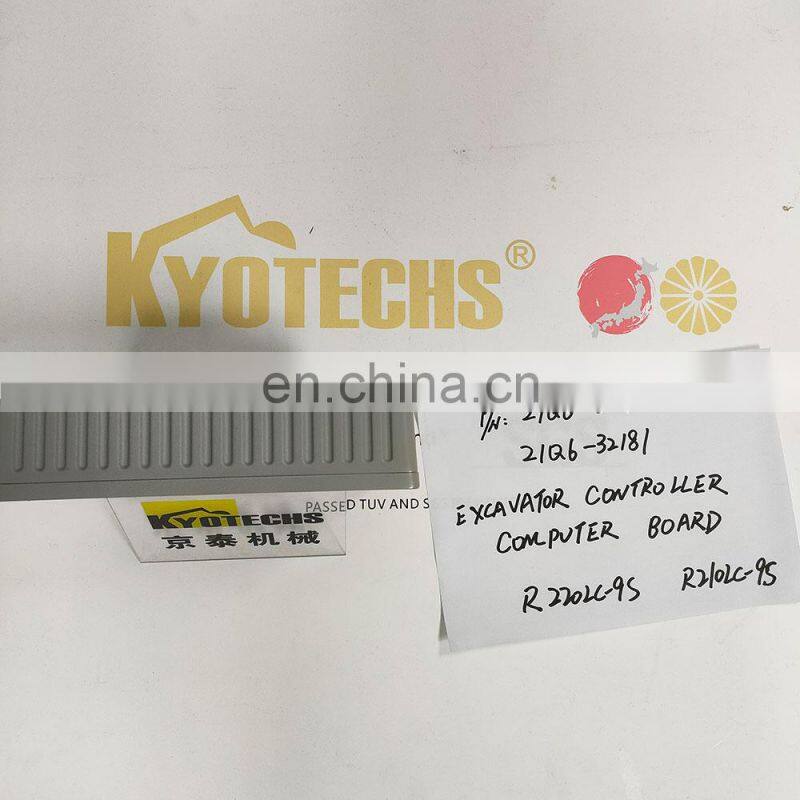 KYOTECHS®
en.china.cn
P/N:
21Q6-32181
EXCAVATOR CONTROLLER
COMPUTER BOARD
R220LC-9S R210LC-9S
PASSED TUV AND
KYOTECHS
京泰机械